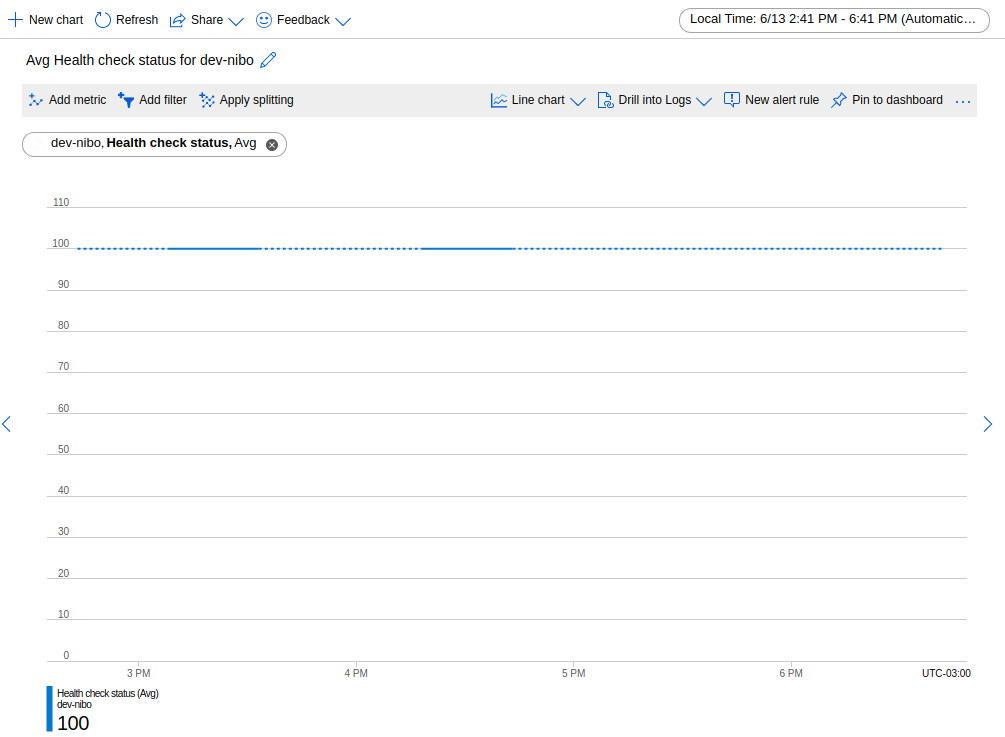 New chart Refresh Share Feedback Local Time: 6/13 2:41 PM - 6:41 PM (Automatic...
Avg Health check status for dev-nibo
Add metric Add filter Apply splitting Line chart Drill into Logs New alert rule Pin to dashboard ...
dev-nibo, Health check status, Avg
110
100
90
80
70
60
50
40
30
20
10
0
3 PM 4 PM 5 PM 6 PM UTC-03:00
Health check status (Avg)
dev-nibo
100